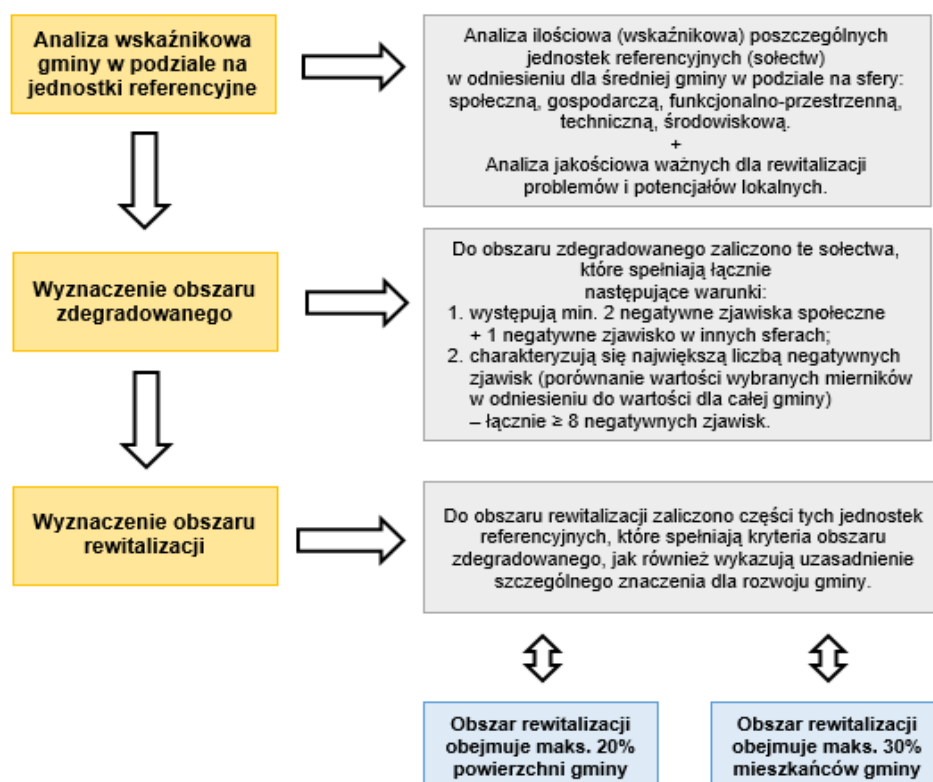 Analiza wskaźnikowa
gminy w podziale na
jednostki referencyjne
Analiza ilościowa (wskaźnikowa) poszczególnych
jednostek referencyjnych (sołectw)
w odniesieniu dla średniej gminy w podziale na sfery:
społeczną, gospodarczą, funkcjonalno-przestrzenną,
techniczną, środowiskową.
+
Analiza jakościowa ważnych dla rewitalizacji
problemów i potencjałów lokalnych.
Wyznaczenie obszaru
zdegradowanego
Do obszaru zdegradowanego zaliczono te sołectwa,
które spełniają łącznie
następujące warunki:
1. występują min. 2 negatywne zjawiska społeczne
+ 1 negatywne zjawisko w innych sferach;
2. charakteryzują się największą liczbą negatywnych
zjawisk (porównanie wartości wybranych mierników
w odniesieniu do wartości dla całej gminy)
– łącznie ≥ 8 negatywnych zjawisk.
Wyznaczenie obszaru
rewitalizacji
Do obszaru rewitalizacji zaliczono części tych jednostek
referencyjnych, które spełniają kryteria obszaru
zdegradowanego, jak również wykazują uzasadnienie
szczególnego znaczenia dla rozwoju gminy.
Obszar rewitalizacji
obejmuje maks. 20%
powierzchni gminy
Obszar rewitalizacji
obejmuje maks. 30%
mieszkańców gminy